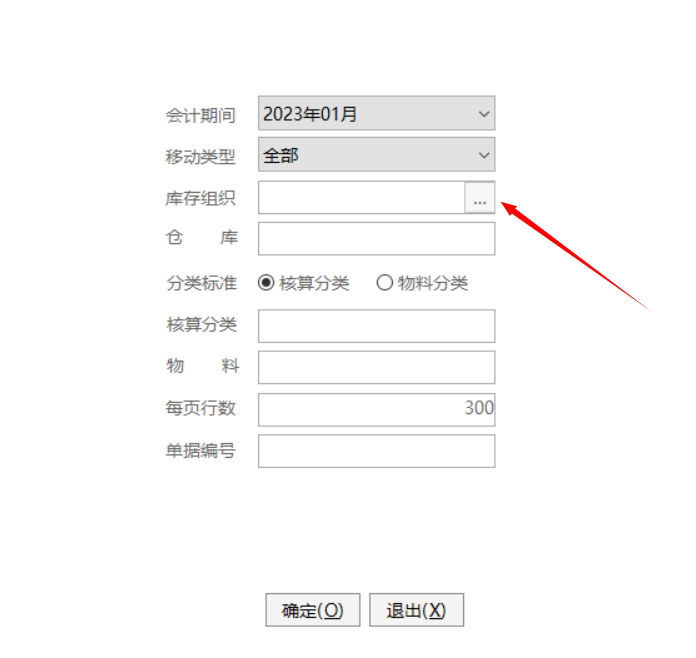 会计期间 2023年01月
移动类型 全部
库存组织 ...
仓 库
分类标准 核算分类 物料分类
核算分类
物 料
每页行数 300
单据编号
确定(O) 退出(X)